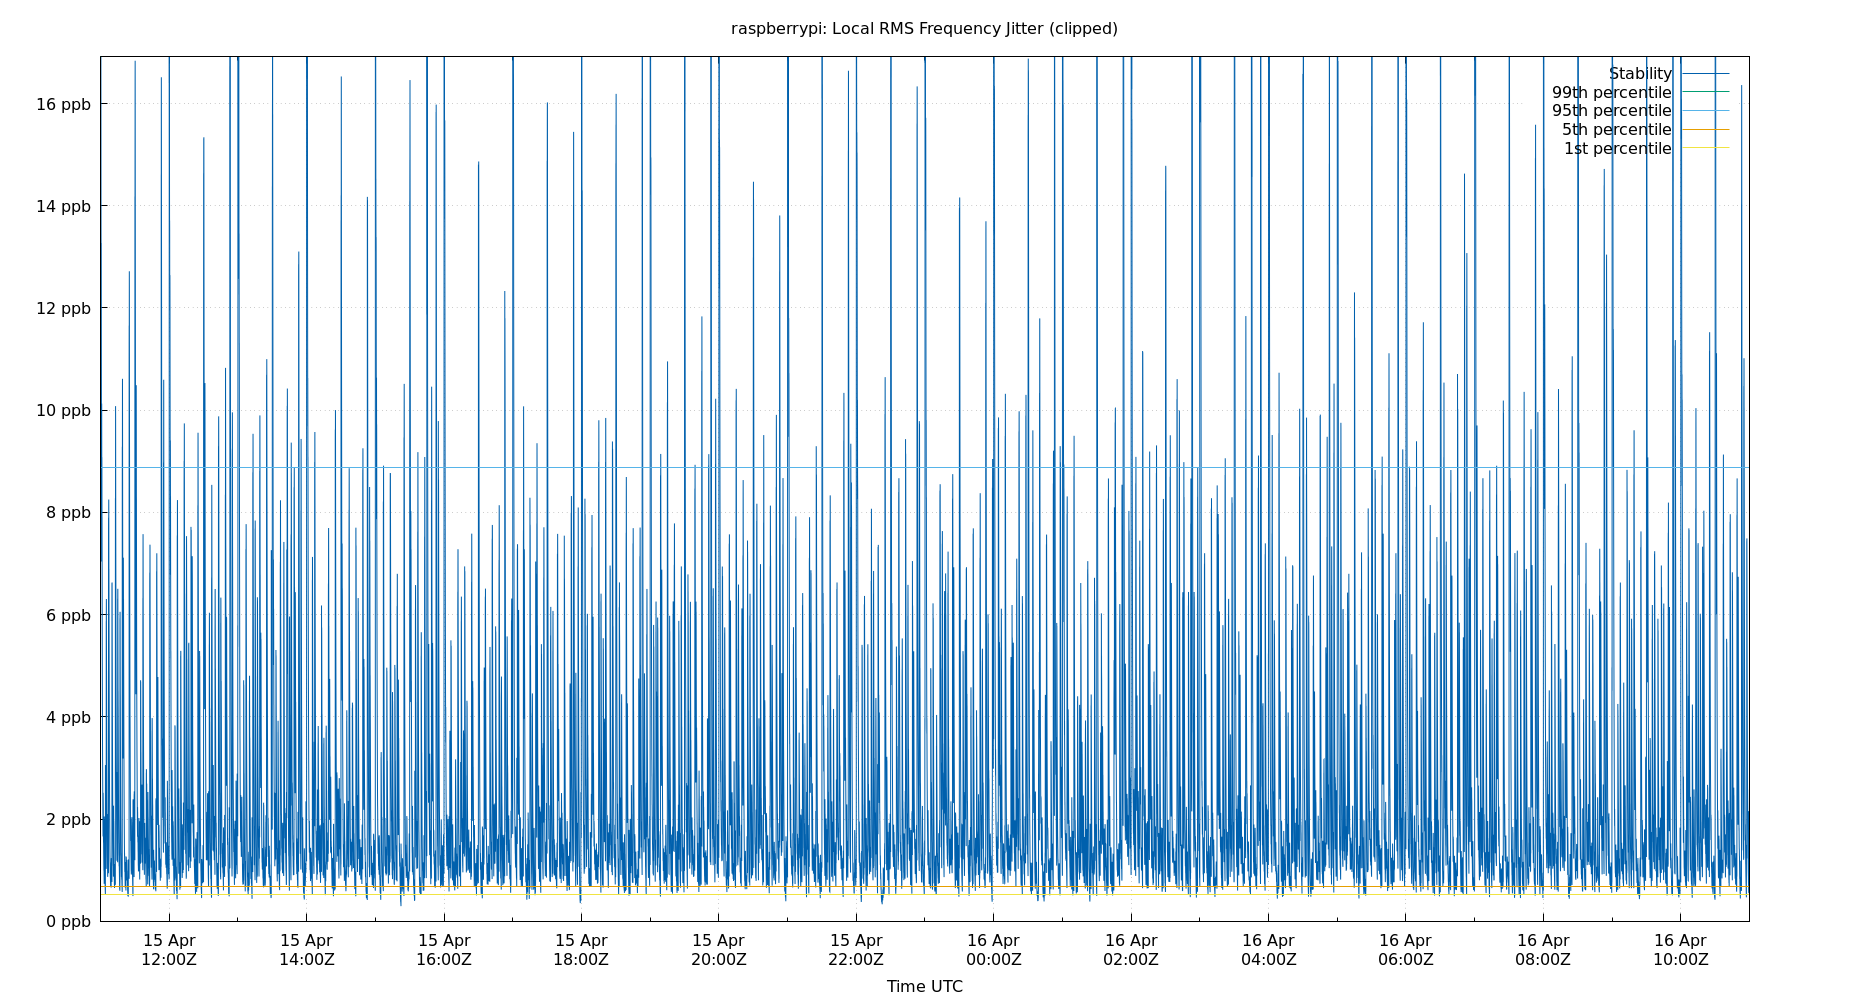 raspberrypi: Local RMS Frequency Jitter (clipped)
Stability
99th percentile
95th percentile
5th percentile
1st percentile
16 ppb
14 ppb
12 ppb
10 ppb
8 ppb
6 ppb
4 ppb
2 ppb
0 ppb
15 Apr 15 Apr 15 Apr 15 Apr 15 Apr 15 Apr 16 Apr 16 Apr 16 Apr 16 Apr 16 Apr 16 Apr
12:00Z 14:00Z 16:00Z 18:00Z 20:00Z 22:00Z 00:00Z 02:00Z 04:00Z 06:00Z 08:00Z 10:00Z
Time UTC